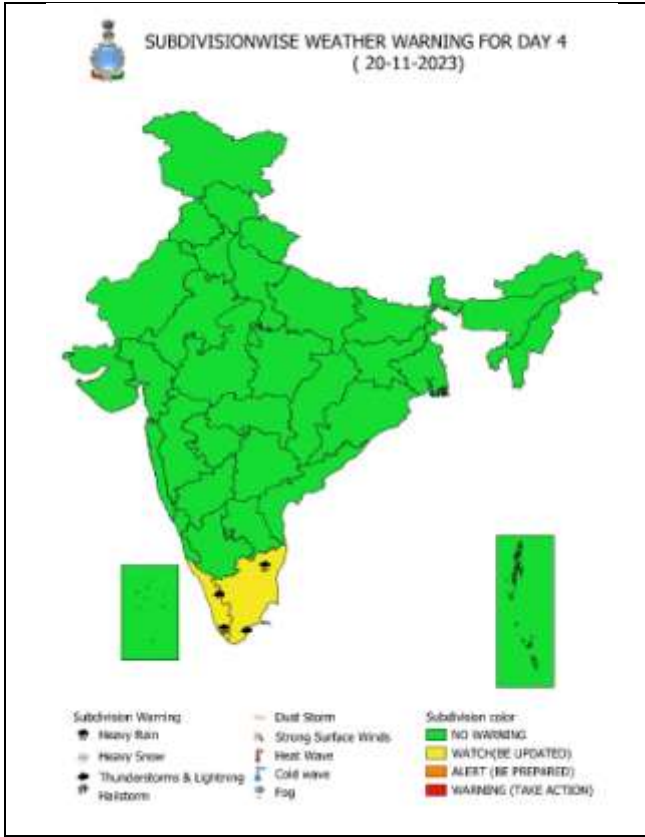 SUBDIVISIONWISE WEATHER WARNING FOR DAY 4
( 20-11-2023)
Subdivision Warning
Heavy Rain
Heavy Snow
Thunderstorms & Lightning
Hailstorm
Dust Storm
Strong Surface Winds
Heat Wave
Cold wave
Fog
Subdivision color
NO WARNING
WATCH(BE UPDATED)
ALERT (BE PREPARED)
WARNING (TAKE ACTION)